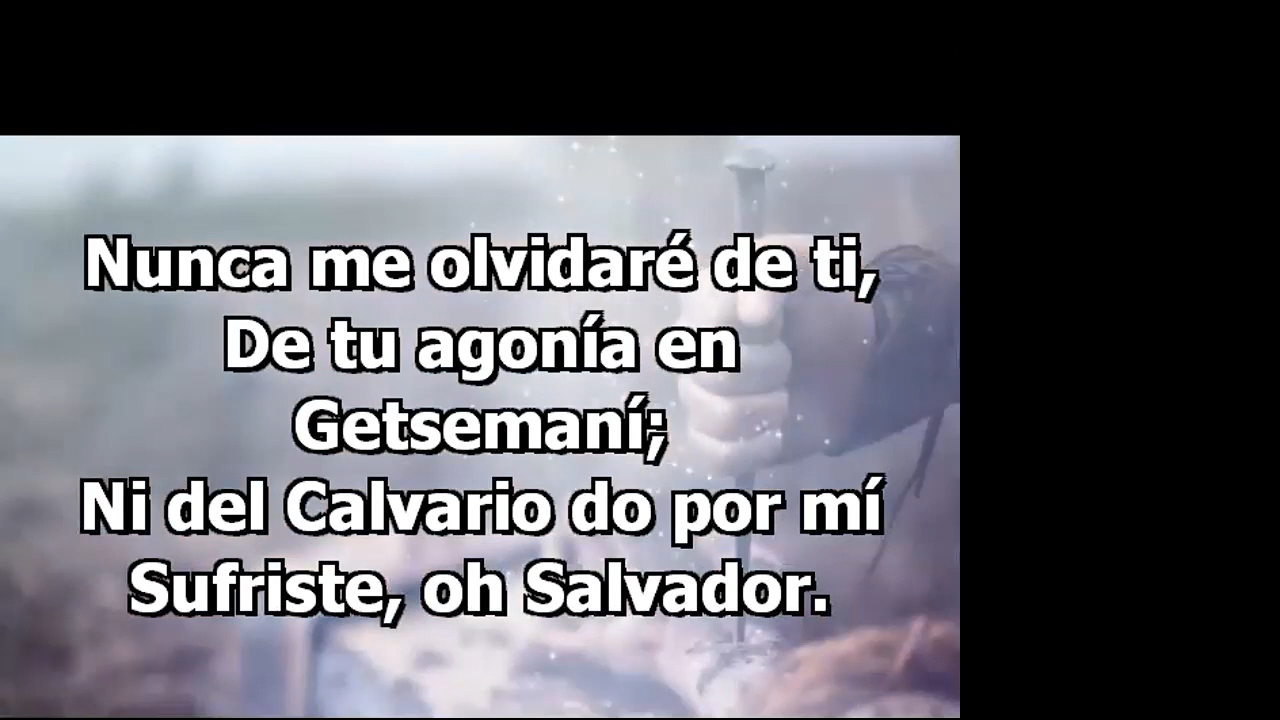 Nunca me olvidaré de ti,
De tu agonía en
Getsemaní;
Ni del Calvario do por mí
Sufriste, oh Salvador.